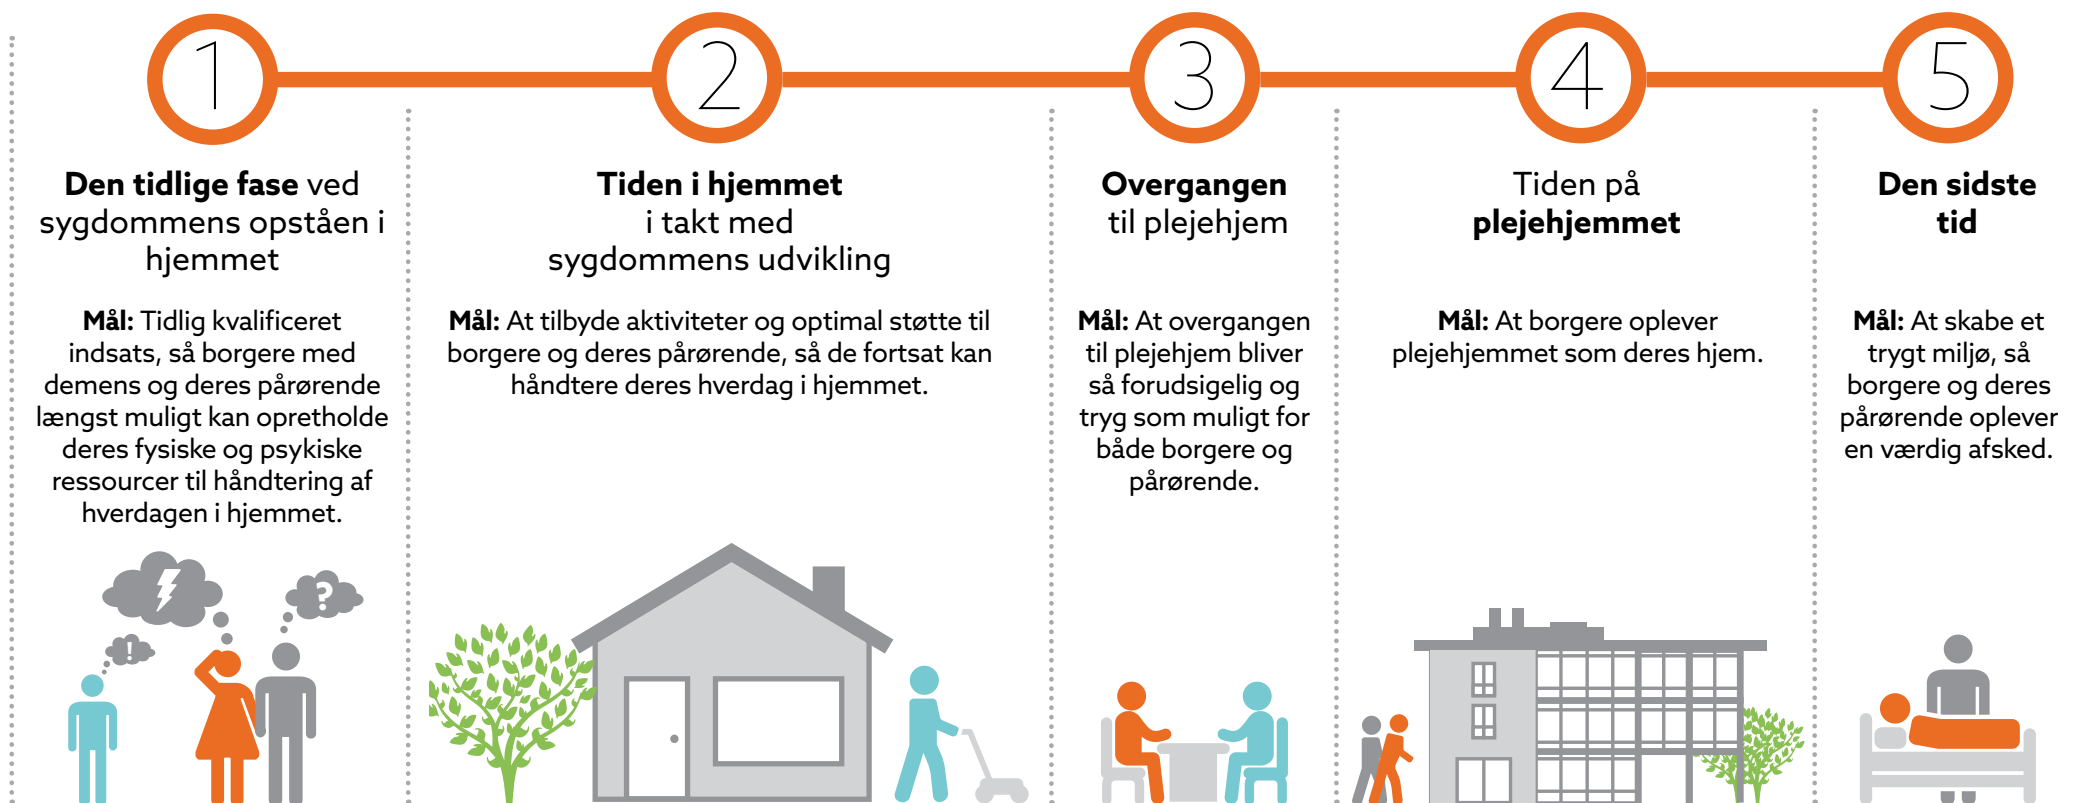 1
Den tidlige fase ved
sygdommens opståen i
hjemmet
Mål: Tidlig kvalificeret
indsats, så borgere med
demens og deres pårørende
længst muligt kan opretholde
deres fysiske og psykiske
ressourcer til håndtering af
hverdagen i hjemmet.
!
?
2
Tiden i hjemmet
i takt med
sygdommens udvikling
Mål: At tilbyde aktiviteter og optimal støtte til
borgere og deres pårørende, så de fortsat kan
håndtere deres hverdag i hjemmet.
3
Overgangen
til plejehjem
Mål: At overgangen
til plejehjem bliver
så forudsigelig og
tryg som muligt for
både borgere og
pårørende.
4
Tiden på
plejehjemmet
Mål: At borgere oplever
plejehjemmet som deres hjem.
5
Den sidste
tid
Mål: At skabe et
trygt miljø, så
borgere og deres
pårørende oplever
en værdig afsked.